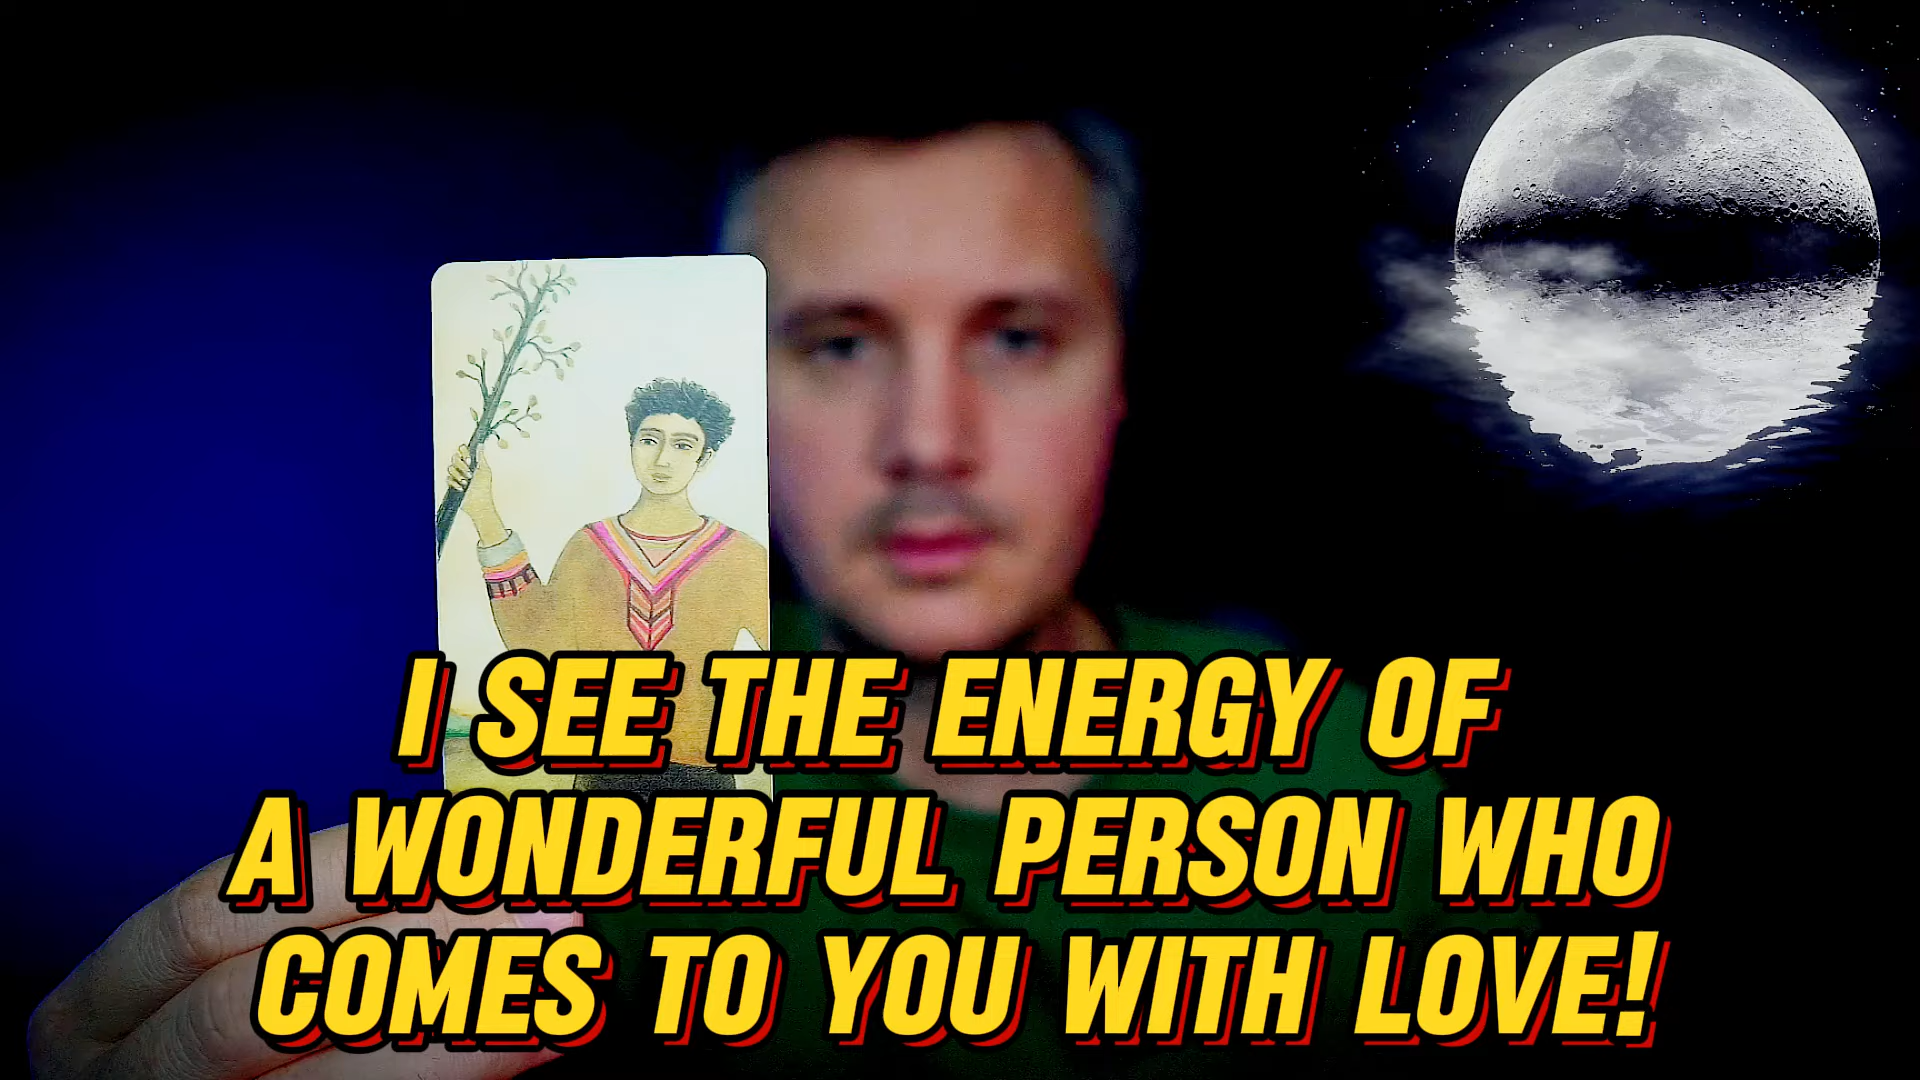 I SEE THE ENERGY OF
A WONDERFUL PERSON WHO
COMES TO YOU WITH LOVE!